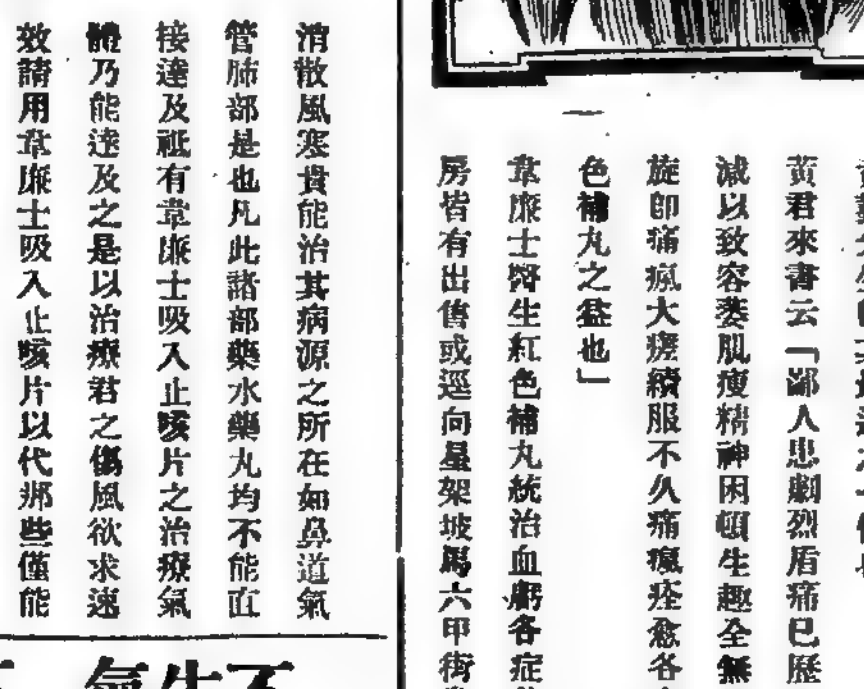 黃君來書云「鄙人患劇烈盾痛已歷
減以致容萎肌瘦精神困頓生趣全無
旋卽痛瘋大瘥續服不久痛瘋痊愈各
色補丸之益也」
韋廉士醫生紅色補丸統治血虧各症
房皆有出售或逕向星架坡馬六甲街
清散風寒貴能治其病源之所在如鼻道氣
管肺部是也凡此諸部藥水藥丸均不能直
接達及祗有韋廉士吸入止咳片之治療氣
體乃能達及之是以治療君之傷風欲求速
效請用韋廉士吸入止咳片以代那些僅能